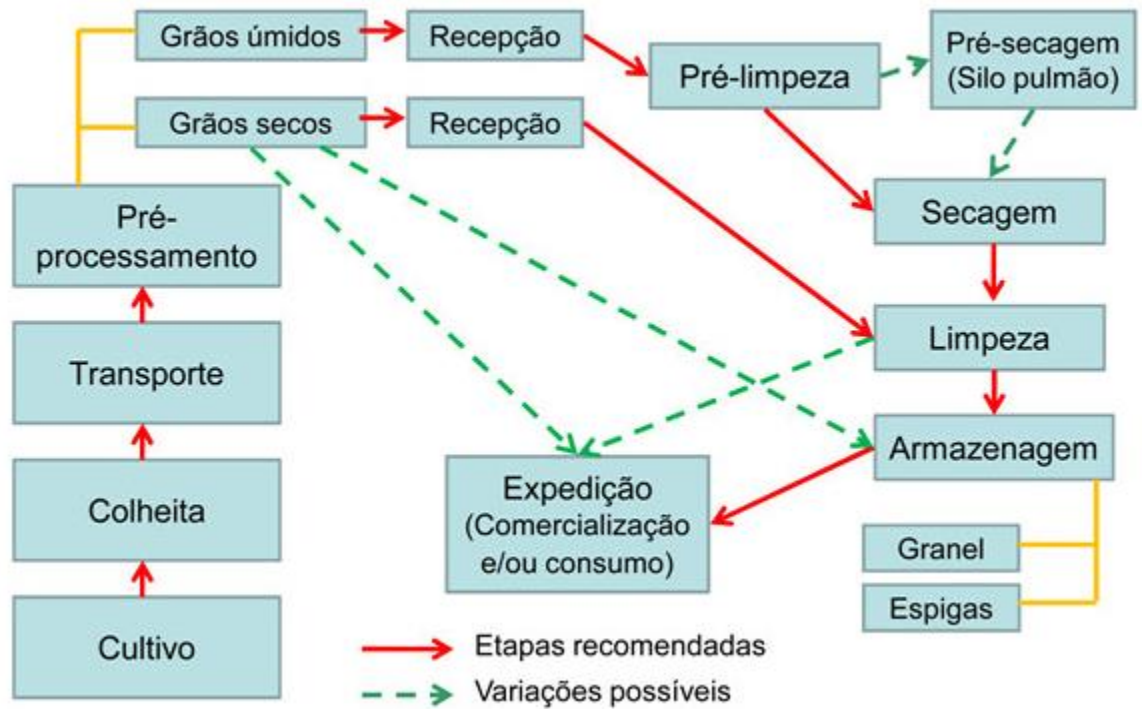 Grãos úmidos
Recepção
Pré-limpeza
Pré-secagem
(Silo pulmão)
Grãos secos
Recepção
Pré-
processamento
Secagem
Transporte
Limpeza
Colheita
Armazenagem
Expedição
(Comercialização
e/ou consumo)
Granel
Espigas
Cultivo
Etapas recomendadas
Variações possíveis